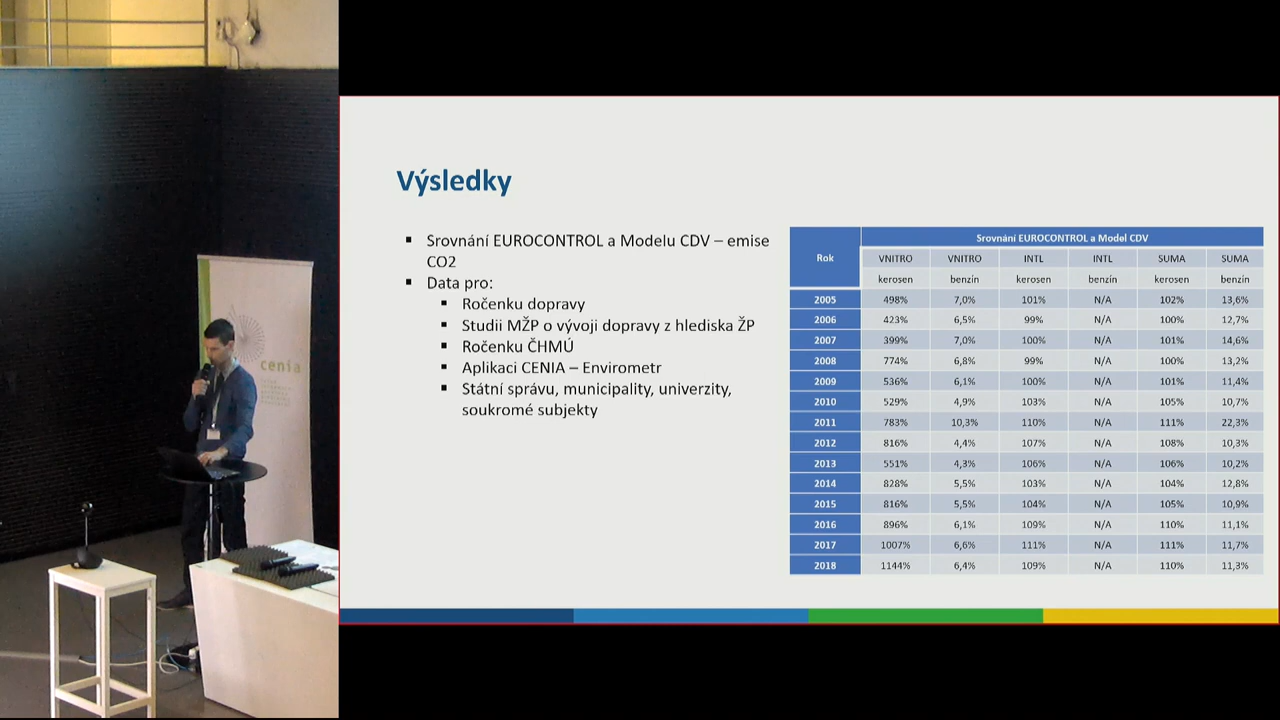 Výsledky
▪ Srovnání EUROCONTROL a Modelu CDV – emise
CO2
▪ Data pro:
▪ Ročenku dopravy
▪ Studii MŽP o vývoji dopravy z hlediska ŽP
▪ Ročenku ČHMÚ
▪ Aplikaci CENIA – Envirometr
▪ Státní správu, municipality, univerzity,
soukromé subjekty
Rok Srovnání EUROCONTROL a Model CDV
VNITRO VNITRO INTL INTL SUMA SUMA
kerosen benzín kerosen benzín kerosen benzín
2005 498% 7,0% 101% N/A 102% 13,6%
2006 423% 6,5% 99% N/A 100% 12,7%
2007 399% 7,0% 100% N/A 101% 14,6%
2008 774% 6,8% 99% N/A 100% 13,2%
2009 536% 6,1% 100% N/A 101% 11,4%
2010 529% 4,9% 103% N/A 105% 10,7%
2011 783% 10,3% 110% N/A 111% 22,3%
2012 816% 4,4% 107% N/A 108% 10,3%
2013 551% 4,3% 106% N/A 106% 10,2%
2014 828% 5,5% 103% N/A 104% 12,8%
2015 816% 5,5% 104% N/A 105% 10,9%
2016 896% 6,1% 109% N/A 110% 11,1%
2017 1007% 6,6% 111% N/A 111% 11,7%
2018 1144% 6,4% 109% N/A 110% 11,3%
cenia